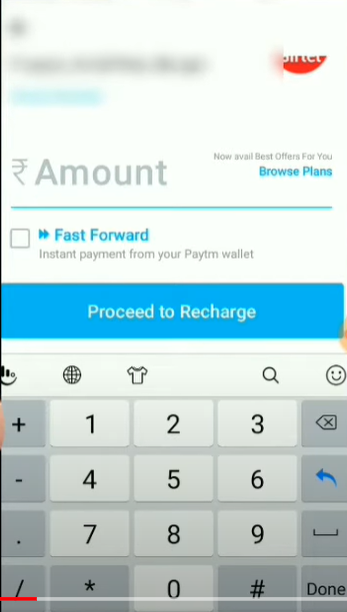 airtel
₹ Amount
Now avail Best Offers For You
Browse Plans
Fast Forward
Instant payment from your Paytm wallet
Proceed to Recharge
+ 1 2 3
- 4 5 6
. 7 8 9
/ * 0 # Done